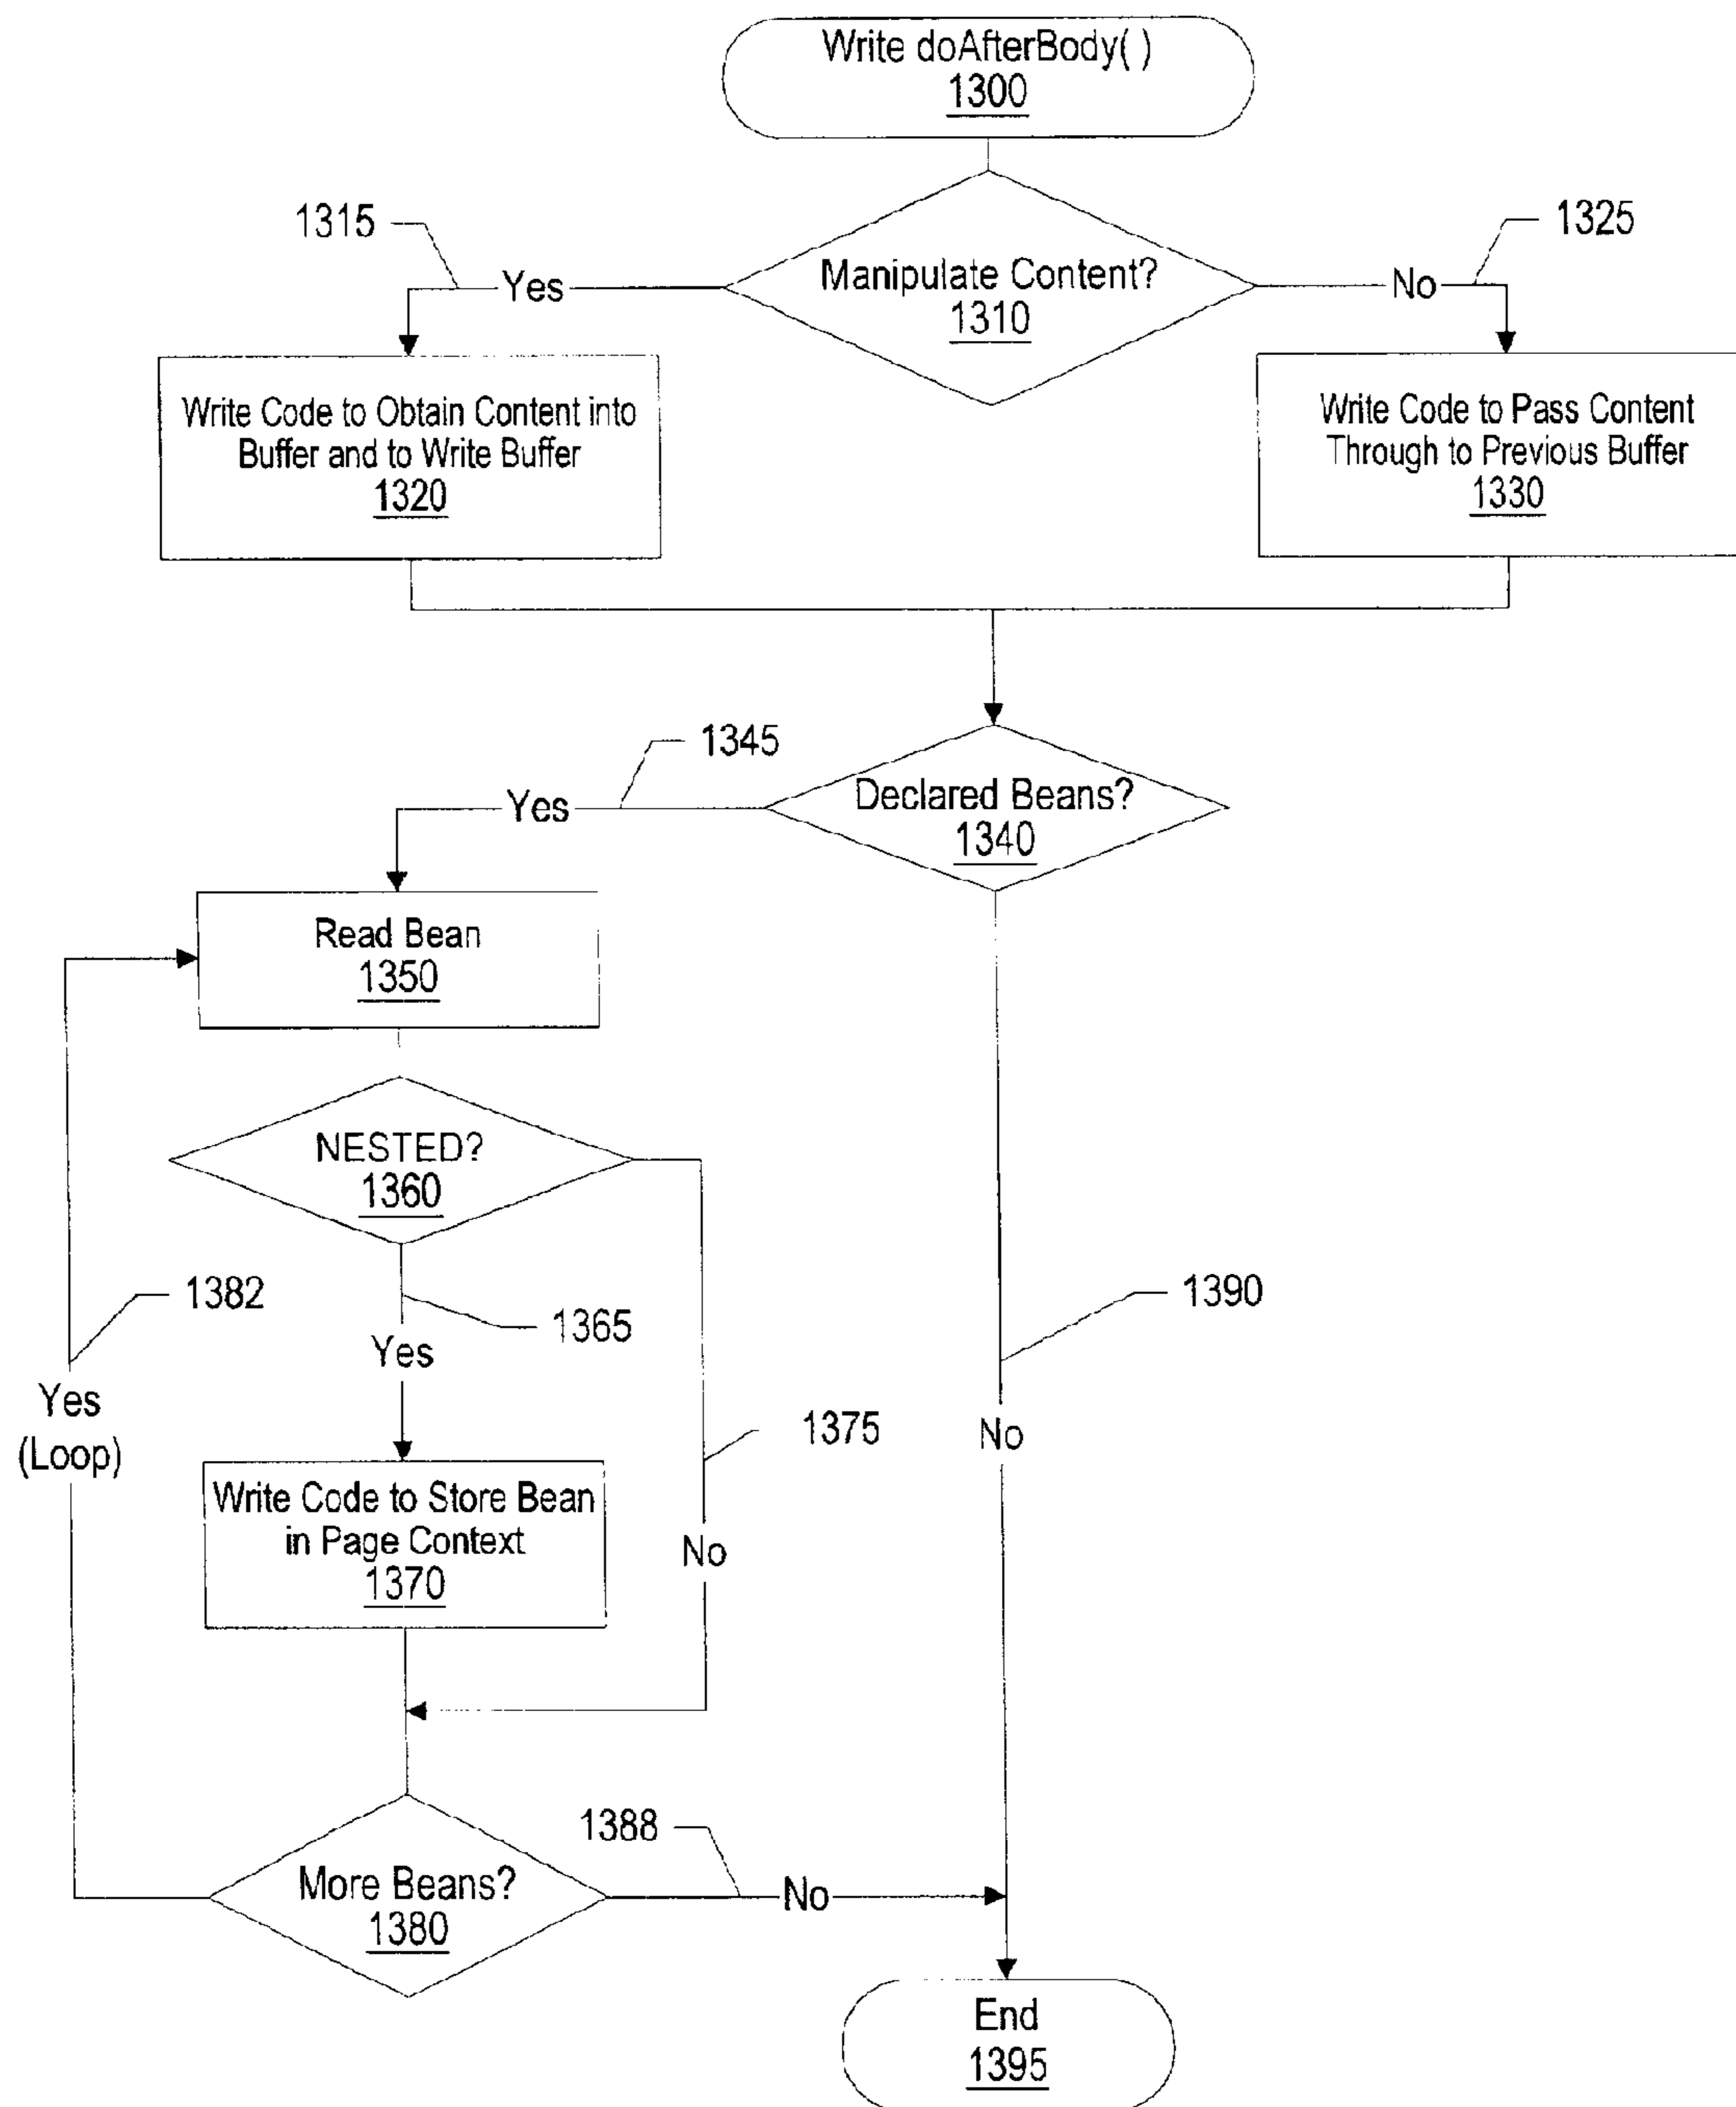 Write doAfterBody( )
1300
1315
1325
Yes
Manipulate Content?
1310
No
Write Code to Obtain Content into
Buffer and to Write Buffer
1320
Write Code to Pass Content
Through to Previous Buffer
1330
1345
Yes
Declared Beans?
1340
Read Bean
1350
NESTED?
1360
1382
1365
1390
Yes
Yes
(Loop)
1375
No
Write Code to Store Bean
in Page Context
1370
No
1388
More Beans?
1380
No
End
1395